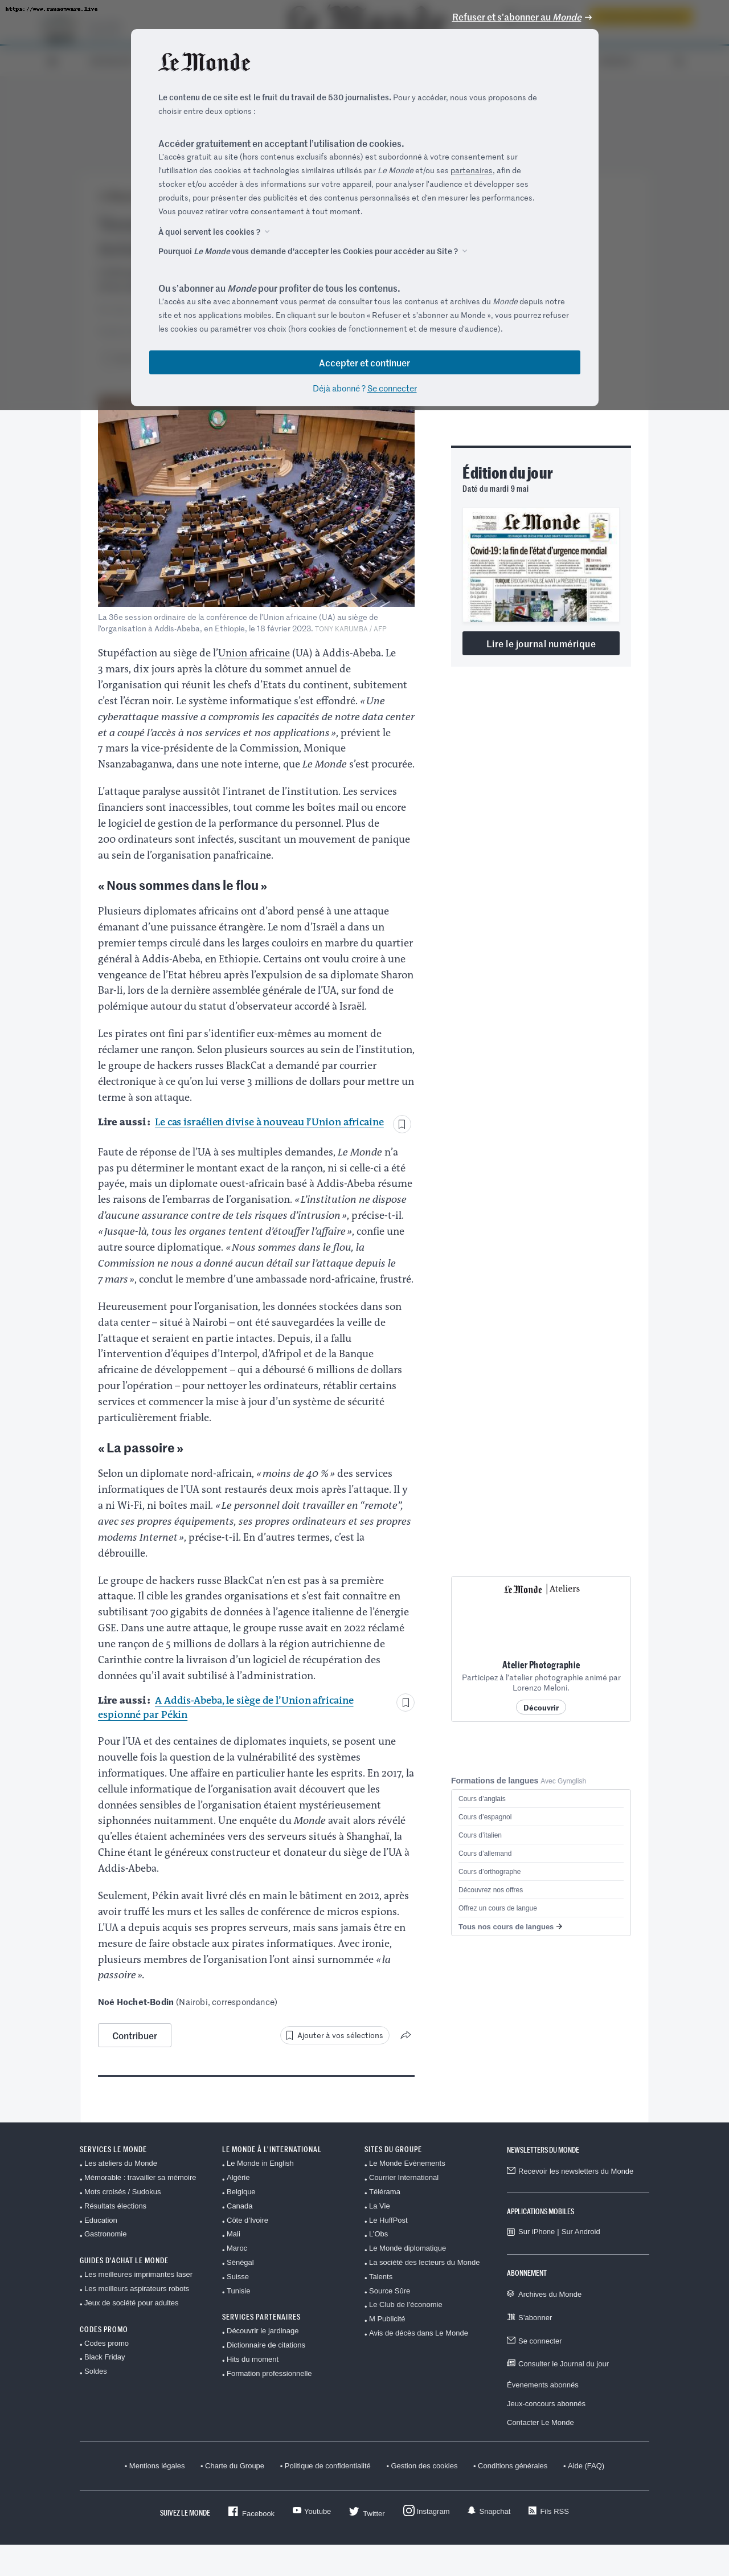 https://www.ransomware.live
Refuser et s'abonner au Monde →
Le Monde
Le contenu de ce site est le fruit du travail de 530 journalistes. Pour y accéder, nous vous proposons de
choisir entre deux options :
Accéder gratuitement en acceptant l'utilisation de cookies.
L'accès gratuit au site (hors contenus exclusifs abonnés) est subordonné à votre consentement sur
l'utilisation des cookies et technologies similaires utilisés par Le Monde et/ou ses partenaires, afin de
stocker et/ou accéder à des informations sur votre appareil, pour analyser l'audience et développer ses
produits, pour présenter des publicités et des contenus personnalisés et d'en mesurer les performances.
Vous pouvez retirer votre consentement à tout moment.
À quoi servent les cookies ?
Pourquoi Le Monde vous demande d'accepter les Cookies pour accéder au Site ?
Ou s'abonner au Monde pour profiter de tous les contenus.
L'accès au site avec abonnement vous permet de consulter tous les contenus et archives du Monde depuis notre
site et nos applications mobiles. En cliquant sur le bouton « Refuser et s'abonner au Monde », vous pourrez refuser
les cookies ou paramétrer vos choix (hors cookies de fonctionnement et de mesure d'audience).
Accepter et continuer
Déjà abonné ? Se connecter
La 36e session ordinaire de la conférence de l'Union africaine (UA) au siège de
l'organisation à Addis-Abeba, en Ethiopie, le 18 février 2023. TONY KARUMBA / AFP
Stupéfaction au siège de l'Union africaine (UA) à Addis-Abeba. Le
3 mars, dix jours après la clôture du sommet annuel de
l'organisation qui réunit les chefs d'Etats du continent, subitement
c'est l'écran noir. Le système informatique s'est effondré. « Une
cyberattaque massive a compromis les capacités de notre data center
et a coupé l'accès à nos services et nos applications », prévient le
7 mars la vice-présidente de la Commission, Monique
Nsanzabaganwa, dans une note interne, que Le Monde s'est procurée.
L'attaque paralyse aussitôt l'intranet de l'institution. Les services
financiers sont inaccessibles, tout comme les boîtes mail ou encore
le logiciel de gestion de la performance du personnel. Plus de
200 ordinateurs sont infectés, suscitant un mouvement de panique
au sein de l'organisation panafricaine.
« Nous sommes dans le flou »
Plusieurs diplomates africains ont d'abord pensé à une attaque
émanant d'une puissance étrangère. Le nom d'Israël a dans un
premier temps circulé dans les larges couloirs en marbre du quartier
général à Addis-Abeba, en Ethiopie. Certains ont voulu croire à une
vengeance de l'Etat hébreu après l'expulsion de sa diplomate Sharon
Bar-li, lors de la dernière assemblée générale de l'UA, sur fond de
polémique autour du statut d'observateur accordé à Israël.
Les pirates ont fini par s'identifier eux-mêmes au moment de
réclamer une rançon. Selon plusieurs sources au sein de l'institution,
le groupe de hackers russes BlackCat a demandé par courrier
électronique à ce qu'on lui verse 3 millions de dollars pour mettre un
terme à son attaque.
Lire aussi : Le cas israélien divise à nouveau l'Union africaine
Faute de réponse de l'UA à ses multiples demandes, Le Monde n'a
pas pu déterminer le montant exact de la rançon, ni si celle-ci a été
payée, mais un diplomate ouest-africain basé à Addis-Abeba résume
les raisons de l'embarras de l'organisation. « L'institution ne dispose
d'aucune assurance contre de tels risques d'intrusion », précise-t-il.
« Jusque-là, tous les organes tentent d'étouffer l'affaire », confie une
autre source diplomatique. « Nous sommes dans le flou, la
Commission ne nous a donné aucun détail sur l'attaque depuis le
7 mars », conclut le membre d'une ambassade nord-africaine, frustré.
Heureusement pour l'organisation, les données stockées dans son
data center – situé à Nairobi – ont été sauvegardées la veille de
l'attaque et seraient en partie intactes. Depuis, il a fallu
l'intervention d'équipes d'Interpol, d'Afripol et de la Banque
africaine de développement – qui a déboursé 6 millions de dollars
pour l'opération – pour nettoyer les ordinateurs, rétablir certains
services et commencer la mise à jour d'un système de sécurité
particulièrement friable.
« La passoire »
Selon un diplomate nord-africain, « moins de 40 % » des services
informatiques de l'UA sont restaurés deux mois après l'attaque. Il y
a ni Wi-Fi, ni boîtes mail. « Le personnel doit travailler en "remote",
avec ses propres équipements, ses propres ordinateurs et ses propres
modems Internet », précise-t-il. En d'autres termes, c'est la
débrouille.
Le groupe de hackers russe BlackCat n'en est pas à sa première
attaque. Il cible les grandes organisations et s'est fait connaître en
subtilisant 700 gigabits de données à l'agence italienne de l'énergie
GSE. Dans une autre attaque, le groupe russe avait en 2022 réclamé
une rançon de 5 millions de dollars à la région autrichienne de
Carinthie contre la livraison d'un logiciel de récupération des
données qu'il avait subtilisé à l'administration.
Lire aussi : A Addis-Abeba, le siège de l'Union africaine
espionné par Pékin
Pour l'UA et des centaines de diplomates inquiets, se posent une
nouvelle fois la question de la vulnérabilité des systèmes
informatiques. Une affaire en particulier hante les esprits. En 2017, la
cellule informatique de l'organisation avait découvert que les
données sensibles de l'organisation étaient mystérieusement
siphonnées nuitamment. Une enquête du Monde avait alors révélé
qu'elles étaient acheminées vers des serveurs situés à Shanghaï, la
Chine étant le généreux constructeur et donateur du siège de l'UA à
Addis-Abeba.
Seulement, Pékin avait livré clés en main le bâtiment en 2012, après
avoir truffé les murs et les salles de conférence de micros espions.
L'UA a depuis acquis ses propres serveurs, mais sans jamais être en
mesure de faire obstacle aux pirates informatiques. Avec ironie,
plusieurs membres de l'organisation l'ont ainsi surnommée « la
passoire ».
Noé Hochet-Bodin (Nairobi, correspondance)
Contribuer
Ajouter à vos sélections
Édition du jour
Daté du mardi 9 mai
Le Monde
Covid-19 : la fin de l'état d'urgence mondial
Lire le journal numérique
Le Monde | Ateliers
Atelier Photographie
Participez à l'atelier photographie animé par
Lorenzo Meloni.
Découvrir
Formations de langues Avec Gymglish
Cours d'anglais
Cours d'espagnol
Cours d'italien
Cours d'allemand
Cours d'orthographe
Découvrez nos offres
Offrez un cours de langue
Tous nos cours de langues →
SERVICES LE MONDE
• Les ateliers du Monde
• Mémorable : travailler sa mémoire
• Mots croisés / Sudokus
• Résultats élections
• Education
• Gastronomie
GUIDES D'ACHAT LE MONDE
• Les meilleures imprimantes laser
• Les meilleurs aspirateurs robots
• Jeux de société pour adultes
CODES PROMO
• Codes promo
• Black Friday
• Soldes
LE MONDE À L'INTERNATIONAL
• Le Monde in English
• Algérie
• Belgique
• Canada
• Côte d'Ivoire
• Mali
• Maroc
• Sénégal
• Suisse
• Tunisie
SERVICES PARTENAIRES
• Découvrir le jardinage
• Dictionnaire de citations
• Hits du moment
• Formation professionnelle
SITES DU GROUPE
• Le Monde Evènements
• Courrier International
• Télérama
• La Vie
• Le HuffPost
• L'Obs
• Le Monde diplomatique
• La société des lecteurs du Monde
• Talents
• Source Sûre
• Le Club de l'économie
• M Publicité
• Avis de décès dans Le Monde
NEWSLETTERS DU MONDE
Recevoir les newsletters du Monde
APPLICATIONS MOBILES
Sur iPhone | Sur Android
ABONNEMENT
Archives du Monde
S'abonner
Se connecter
Consulter le Journal du jour
Évenements abonnés
Jeux-concours abonnés
Contacter Le Monde
• Mentions légales • Charte du Groupe • Politique de confidentialité • Gestion des cookies • Conditions générales • Aide (FAQ)
SUIVEZ LE MONDE Facebook Youtube Twitter Instagram Snapchat Fils RSS